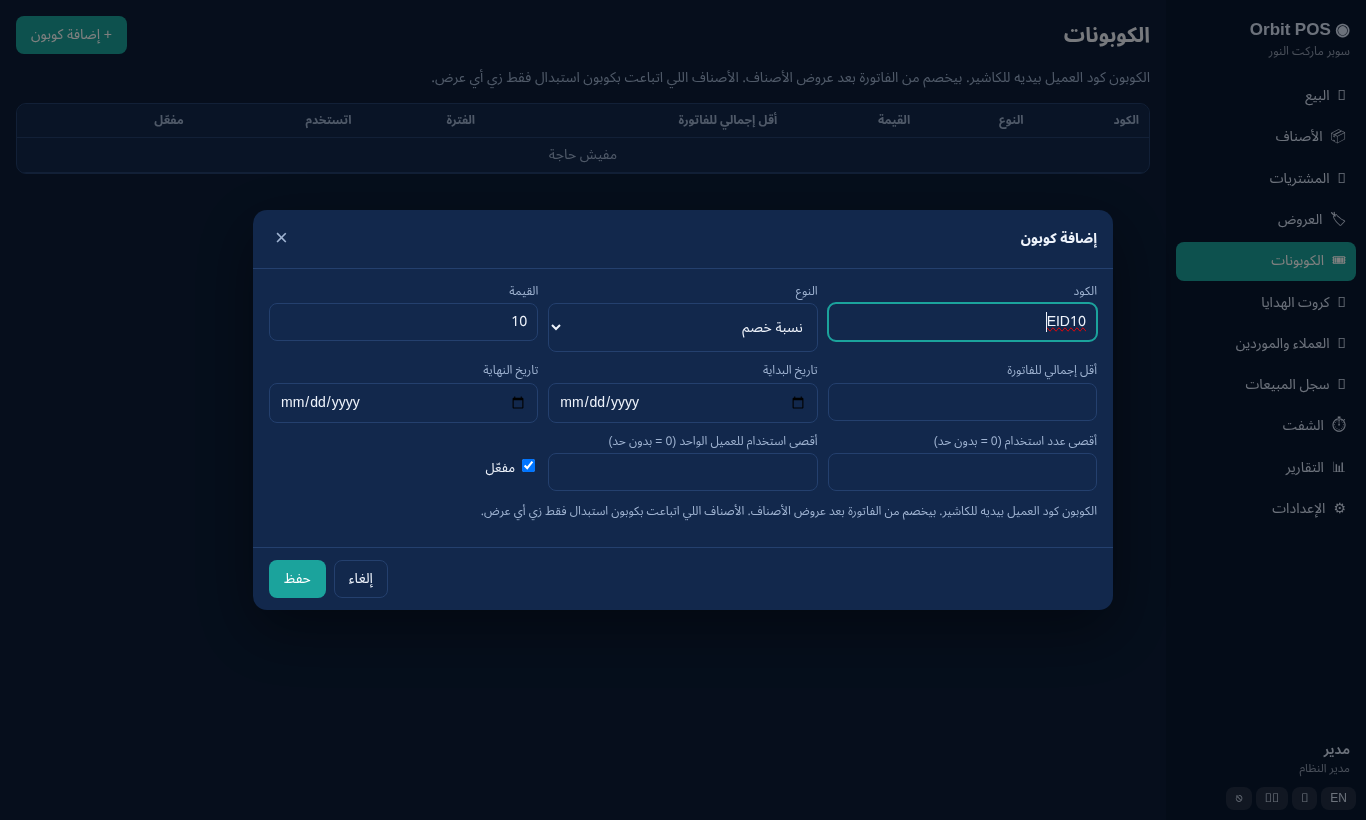 Orbit POS
سوبر ماركت النور
البيع
الأصناف
المشتريات
العروض
الكوبونات
كروت الهدايا
العملاء والموردين
سجل المبيعات
الشفت
التقارير
الإعدادات
مدير
مدير النظام
EN
الكوبونات
+ إضافة كوبون
الكوبون كود العميل بيديه للكاشير. بيخصم من الفاتورة بعد عروض الأصناف. الأصناف اللي اتباعت بكوبون استبدال فقط زي أي عرض.
الكود النوع القيمة أقل إجمالي للفاتورة الفترة اتستخدم مفعّل
مفيش حاجة
إضافة كوبون ×
الكود النوع القيمة
EID10 نسبة خصم 10
أقل إجمالي للفاتورة تاريخ البداية تاريخ النهاية
mm/dd/yyyy mm/dd/yyyy
أقصى عدد استخدام (0 = بدون حد) أقصى استخدام للعميل الواحد (0 = بدون حد)
مفعّل
الكوبون كود العميل بيديه للكاشير. بيخصم من الفاتورة بعد عروض الأصناف. الأصناف اللي اتباعت بكوبون استبدال فقط زي أي عرض.
إلغاء حفظ